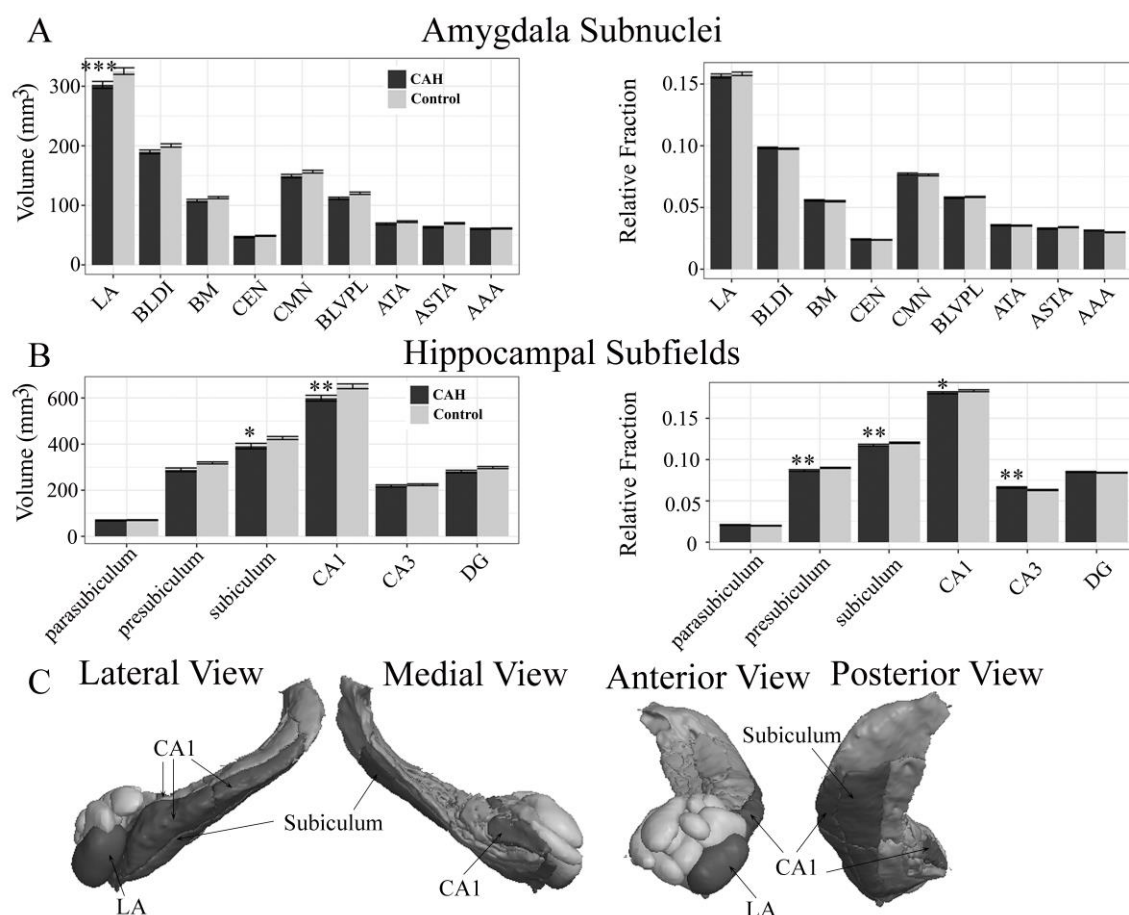 A
Amygdala Subnuclei
Volume (mm³)
300
200
100
0
***
CAH
Control
LA
BLDI
BM
CEN
CMN
BLVPL
ATA
ASTA
AAA
Relative Fraction
0.15
0.10
0.05
0
LA
BLDI
BM
CEN
CMN
BLVPL
ATA
ASTA
AAA
B
Hippocampal Subfields
Volume (mm³)
600
400
200
0
*
**
CAH
Control
parasubiculum
presubiculum
subiculum
CA1
CA3
DG
Relative Fraction
0.15
0.10
0.05
0
**
**
*
**
parasubiculum
presubiculum
subiculum
CA1
CA3
DG
C
Lateral View
Medial View
Anterior View
Posterior View
CA1
Subiculum
CA1
LA
Subiculum
CA1
LA